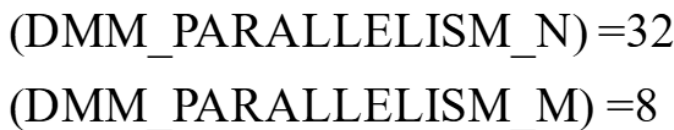 (DMM_PARALLELISM_N) =32
(DMM_PARALLELISM_M) =8